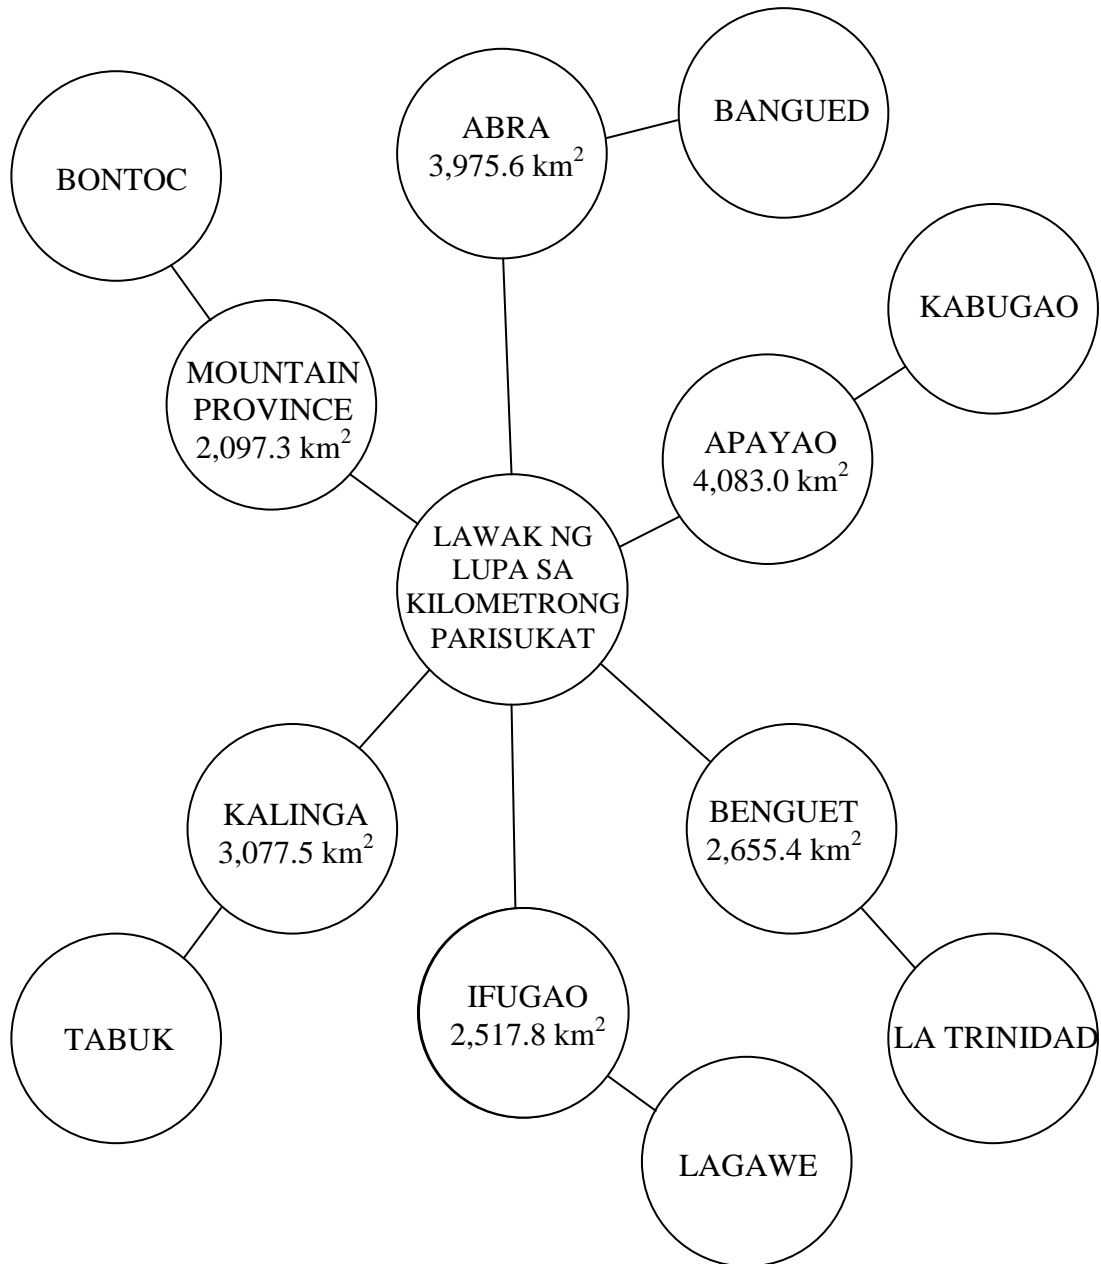 ABRA
3,975.6 km²
BANGUED
BONTOC
KABUGAO
MOUNTAIN
PROVINCE
2,097.3 km²
APAYAO
4,083.0 km²
LAWAK NG
LUPA SA
KILOMETRONG
PARISUKAT
KALINGA
3,077.5 km²
BENGUET
2,655.4 km²
IFUGAO
2,517.8 km²
TABUK
LA TRINIDAD
LAGAWE